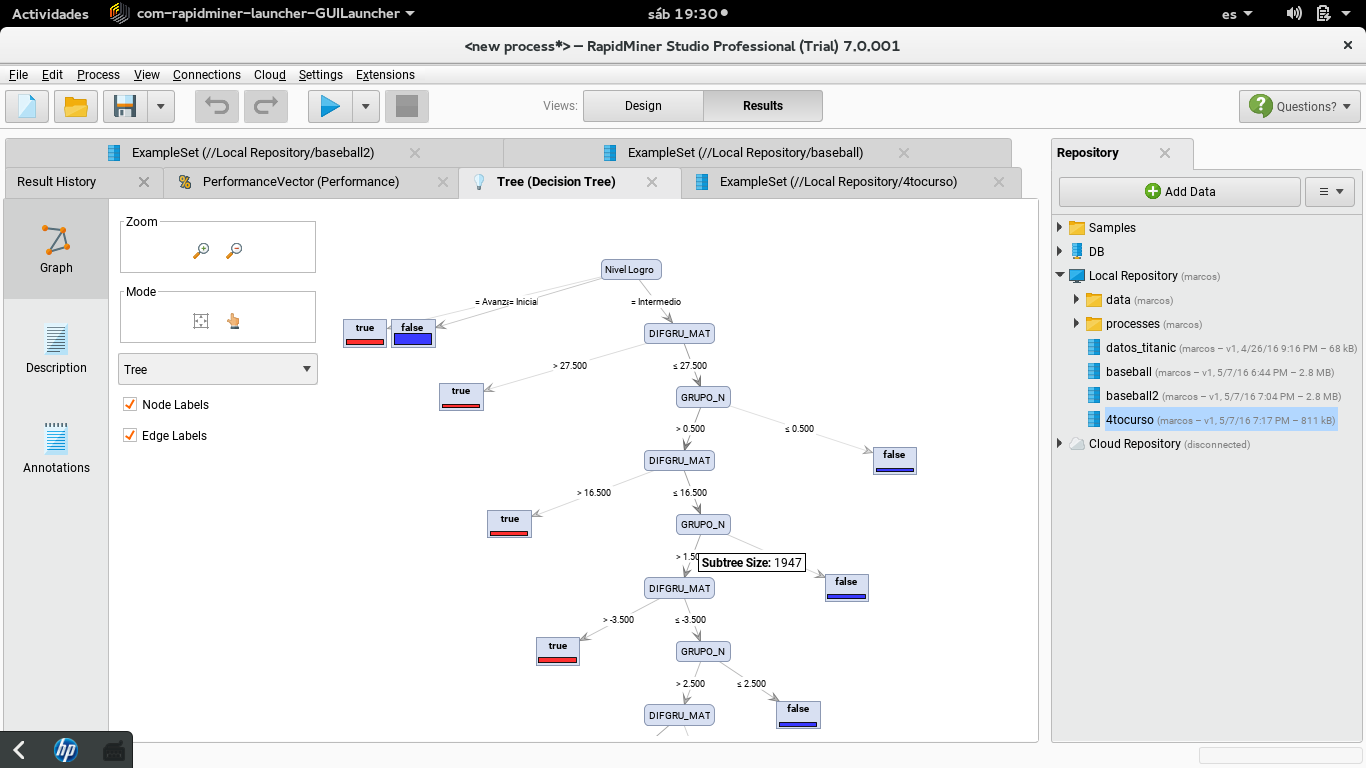 Actividades com-rapidminer-launcher-GUILauncher sáb 19:30 es
<new process*> – RapidMiner Studio Professional (Trial) 7.0.001
File Edit Process View Connections Cloud Settings Extensions
Views: Design Results Questions?
ExampleSet (//Local Repository/baseball2) ExampleSet (//Local Repository/baseball)
Result History PerformanceVector (Performance) Tree (Decision Tree) ExampleSet (//Local Repository/4tocurso)
Graph
Description
Annotations
Zoom
Mode
Tree
Node Labels
Edge Labels
Nivel Logro
= Avanza = Inicial = Intermedio
true false DIFGRU_MAT
> 27.500 ≤ 27.500
true GRUPO_N
> 0.500 ≤ 0.500
DIFGRU_MAT false
> 16.500 ≤ 16.500
true GRUPO_N
> 1.50
Subtree Size: 1947
DIFGRU_MAT false
> -3.500 ≤ -3.500
true GRUPO_N
> 2.500 ≤ 2.500
DIFGRU_MAT false
Repository
Add Data
Samples
DB
Local Repository (marcos)
data (marcos)
processes (marcos)
datos_titanic (marcos – v1, 4/26/16 9:16 PM – 68 kB)
baseball (marcos – v1, 5/7/16 6:44 PM – 2.8 MB)
baseball2 (marcos – v1, 5/7/16 7:04 PM – 2.8 MB)
4tocurso (marcos – v1, 5/7/16 7:17 PM – 811 kB)
Cloud Repository (disconnected)
hp